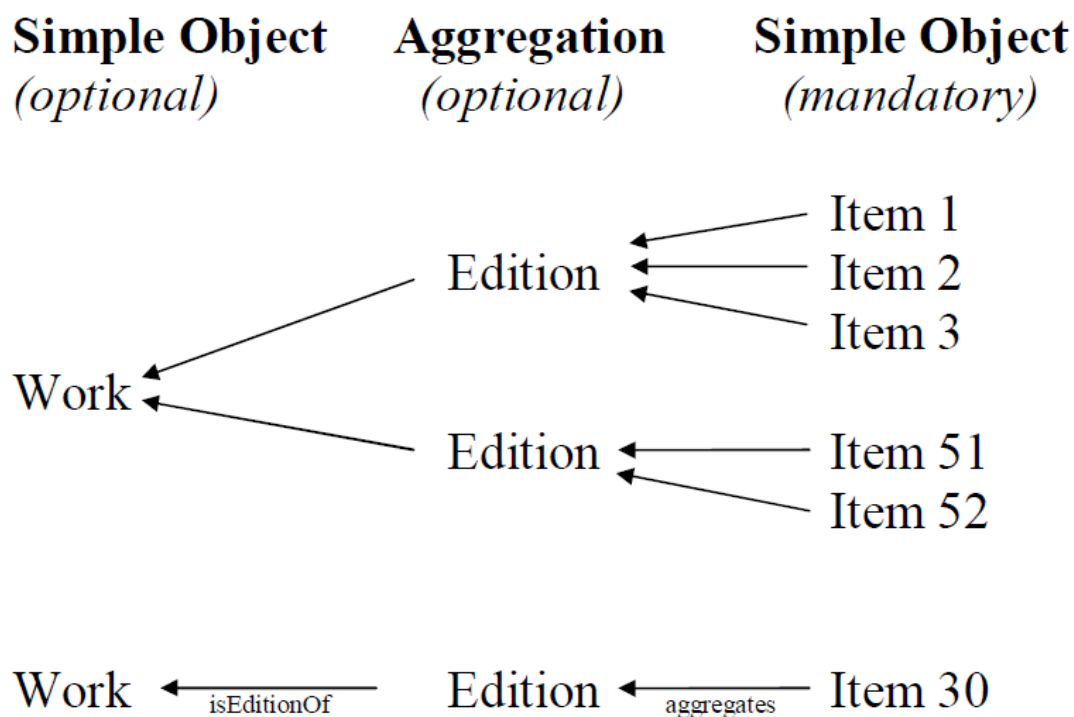 Simple Object Aggregation Simple Object
(optional) (optional) (mandatory)
Item 1
Edition Item 2
Item 3
Work
Edition Item 51
Item 52
Work isEditionOf Edition aggregates Item 30